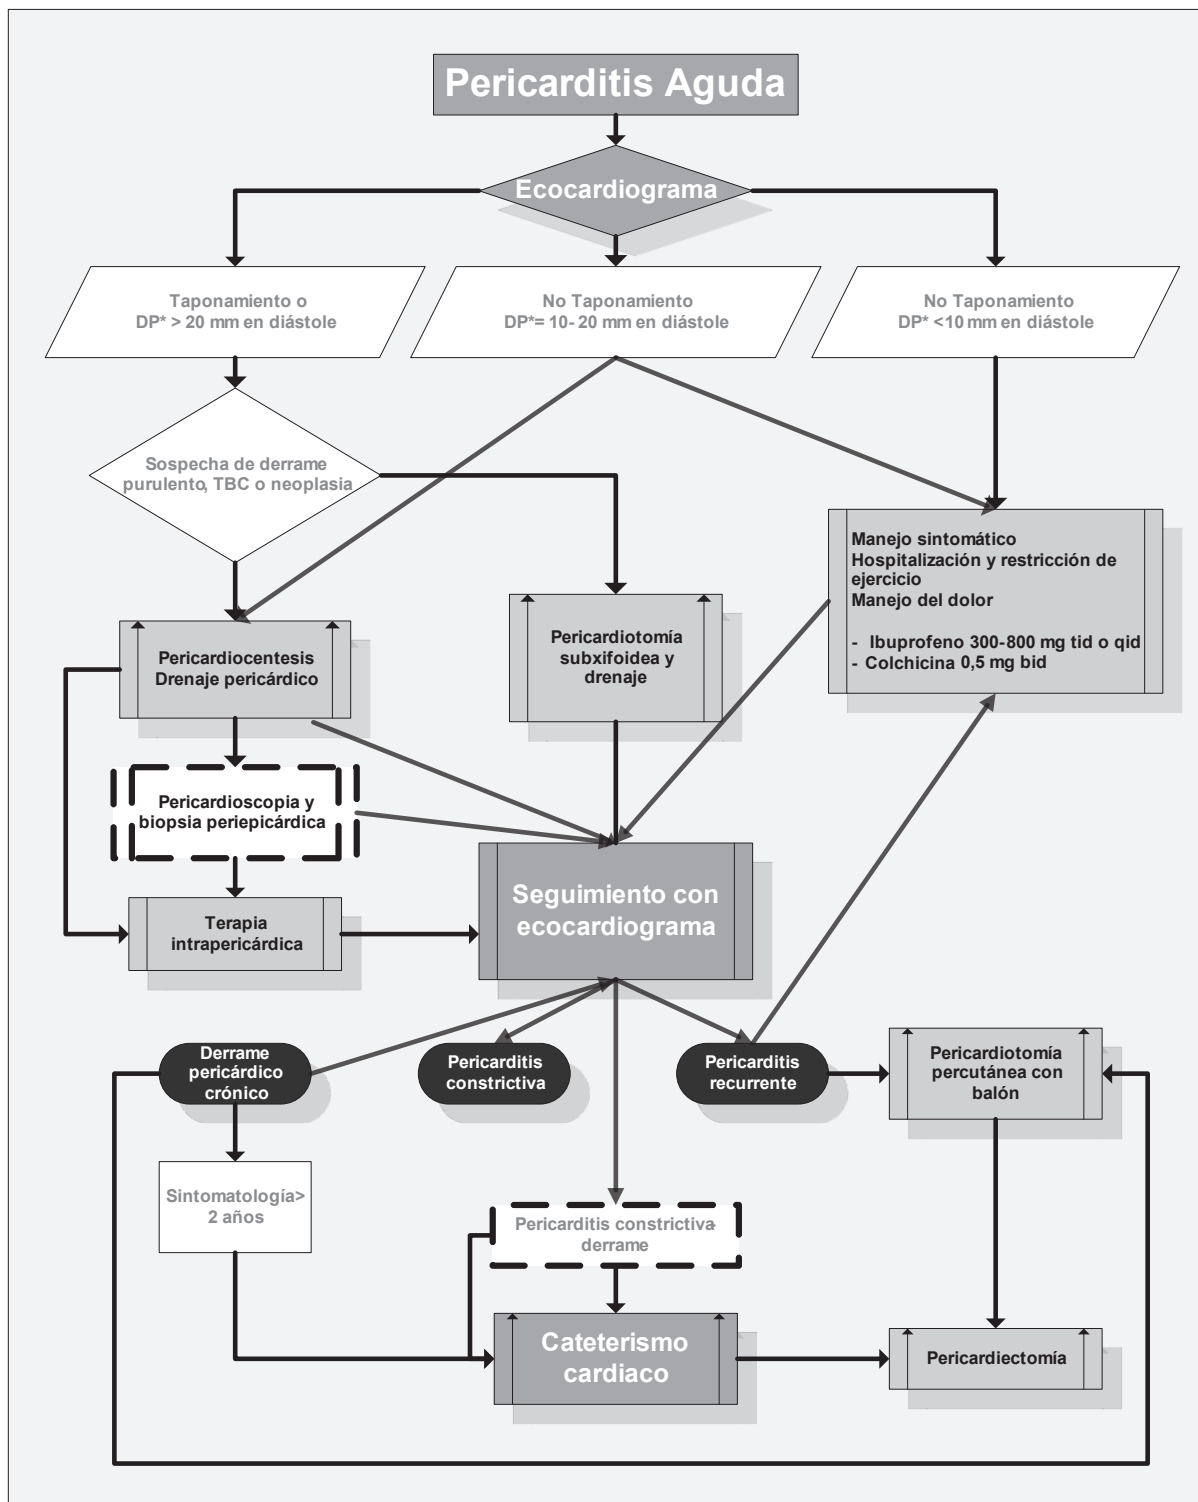 Pericarditis Aguda
Ecocardiograma
Taponamiento o
DP* > 20 mm en diástole
No Taponamiento
DP*= 10- 20 mm en diástole
No Taponamiento
DP* <10 mm en diástole
Sospecha de derrame
purulento, TBC o neoplasia
Manejo sintomático
Hospitalización y restricción de
ejercicio
Manejo del dolor
- Ibuprofeno 300-800 mg tid o qid
- Colchicina 0,5 mg bid
Pericardiocentesis
Drenaje pericárdico
Pericardiotomía
subxifoidea y
drenaje
Pericardioscopia y
biopsia periepicárdica
Terapia
intrapericárdica
Seguimiento con
ecocardiograma
Derrame
pericárdico
crónico
Pericarditis
constrictiva
Pericarditis
recurrente
Pericardiotomía
percutánea con
balón
Sintomatología>
2 años
Pericarditis constrictiva-
derrame
Cateterismo
cardiaco
Pericardiectomía